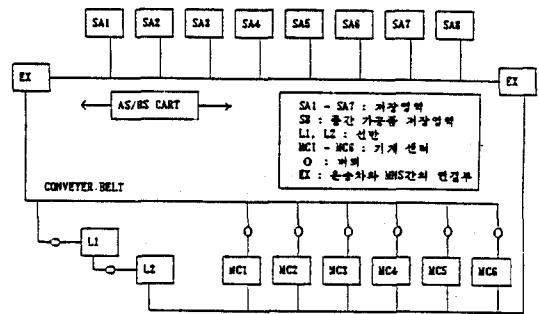 SA1 SA2 SA3 SA4 SA5 SA6 SA7 SA8
EX EX
AS/RS CART
SA1 - SA7 : 저장영역
S8 : 중간 가공품 저장영역
L1, L2 : 선반
MC1 - MC6 : 기계 센터
O : 버퍼
EX : 운송차와 MHS간의 연결부
CONVEYER BELT
L1
L2 MC1 MC2 MC3 MC4 MC5 MC6